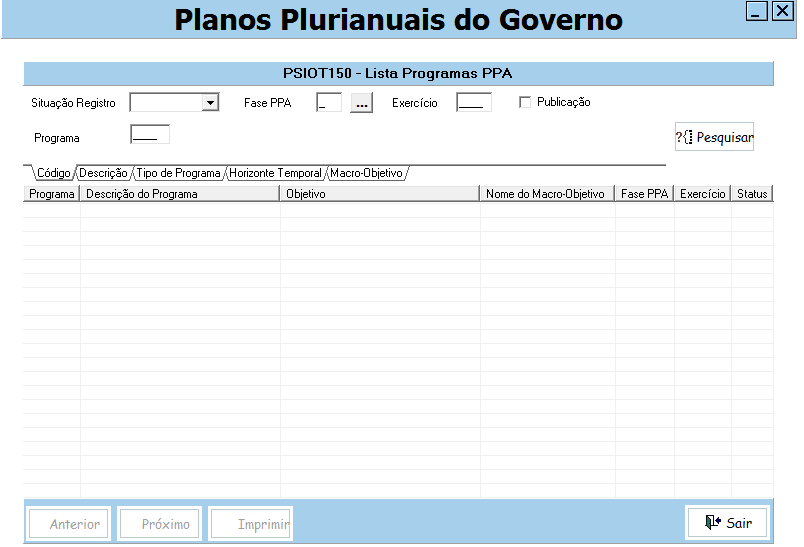 Planos Plurianuais do Governo
PSIOT150 - Lista Programas PPA
Situação Registro Fase PPA _ ... Exercício ____ Publicação
Programa ____ ?{ Pesquisar
Código Descrição Tipo de Programa Horizonte Temporal Macro-Objetivo
Programa Descrição do Programa Objetivo Nome do Macro-Objetivo Fase PPA Exercício Status
Anterior Próximo Imprimir Sair